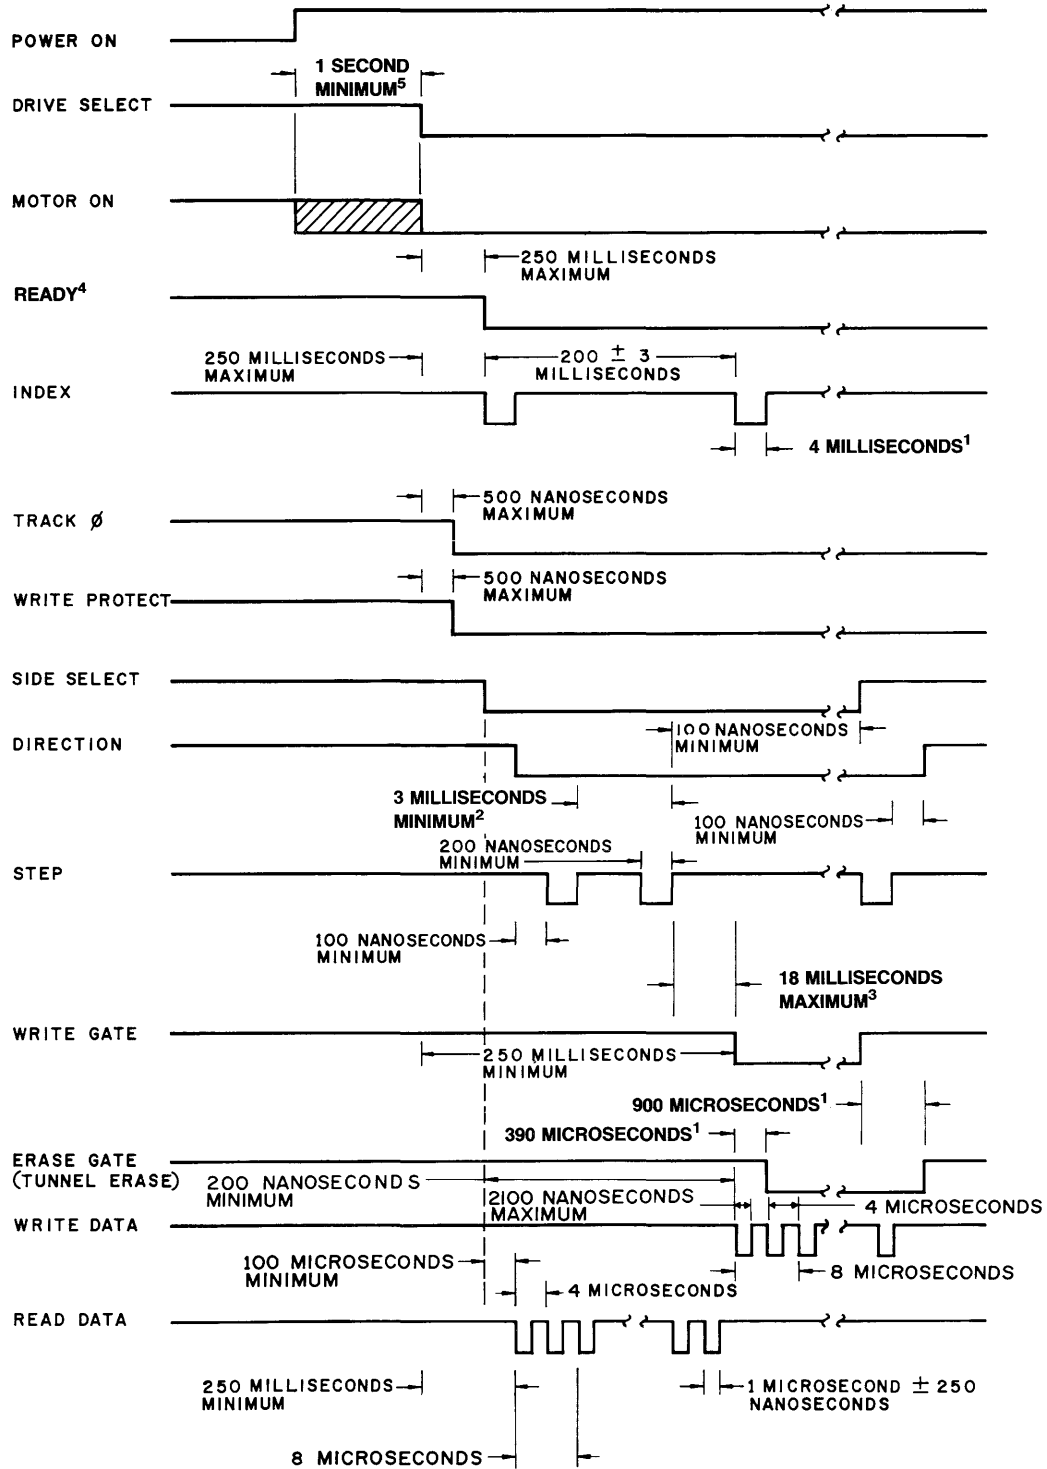 POWER ON
1 SECOND
MINIMUM⁵
DRIVE SELECT
MOTOR ON
250 MILLISECONDS
MAXIMUM
READY⁴
250 MILLISECONDS
MAXIMUM
200 ± 3
MILLISECONDS
INDEX
4 MILLISECONDS¹
500 NANOSECONDS
MAXIMUM
TRACK Ø
500 NANOSECONDS
MAXIMUM
WRITE PROTECT
SIDE SELECT
100 NANOSECONDS
MINIMUM
DIRECTION
3 MILLISECONDS
MINIMUM²
100 NANOSECONDS
MINIMUM
200 NANOSECONDS
MINIMUM
STEP
100 NANOSECONDS
MINIMUM
18 MILLISECONDS
MAXIMUM³
WRITE GATE
250 MILLISECONDS
MINIMUM
900 MICROSECONDS¹
390 MICROSECONDS¹
ERASE GATE
(TUNNEL ERASE)
200 NANOSECONDS
MINIMUM
2100 NANOSECONDS
MAXIMUM
4 MICROSECONDS
WRITE DATA
100 MICROSECONDS
MINIMUM
8 MICROSECONDS
4 MICROSECONDS
READ DATA
250 MILLISECONDS
MINIMUM
1 MICROSECOND ± 250
NANOSECONDS
8 MICROSECONDS